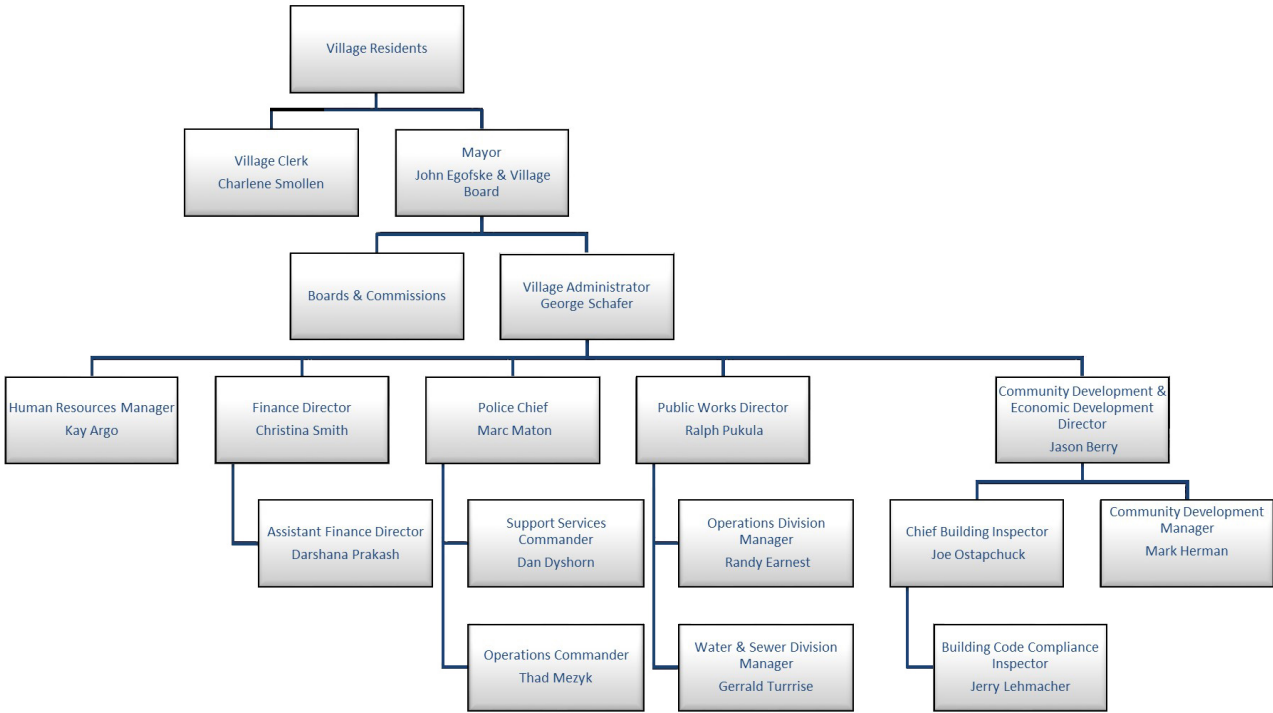 Village Residents
Village Clerk
Charlene Smollen
Mayor
John Egofske & Village
Board
Boards & Commissions
Village Administrator
George Schafer
Human Resources Manager
Kay Argo
Finance Director
Christina Smith
Police Chief
Marc Maton
Public Works Director
Ralph Pukula
Community Development &
Economic Development
Director
Jason Berry
Assistant Finance Director
Darshana Prakash
Support Services
Commander
Dan Dyshorn
Operations Division
Manager
Randy Earnest
Chief Building Inspector
Joe Ostapchuck
Community Development
Manager
Mark Herman
Operations Commander
Thad Mezyk
Water & Sewer Division
Manager
Gerrald Turrrise
Building Code Compliance
Inspector
Jerry Lehmacher